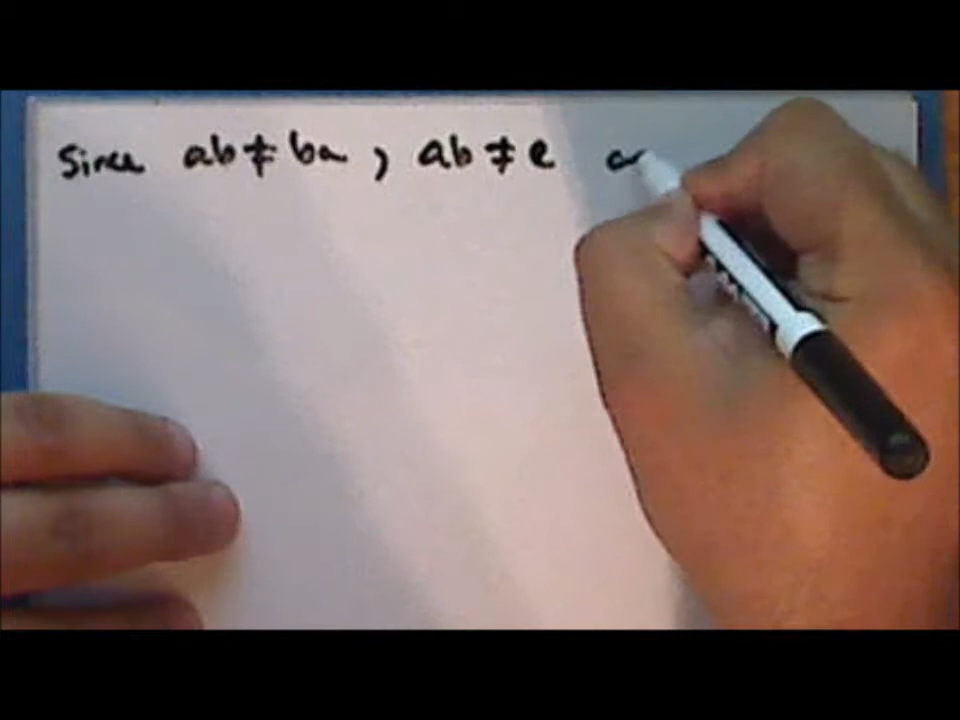 Since ab ≠ ba , ab ≠ e